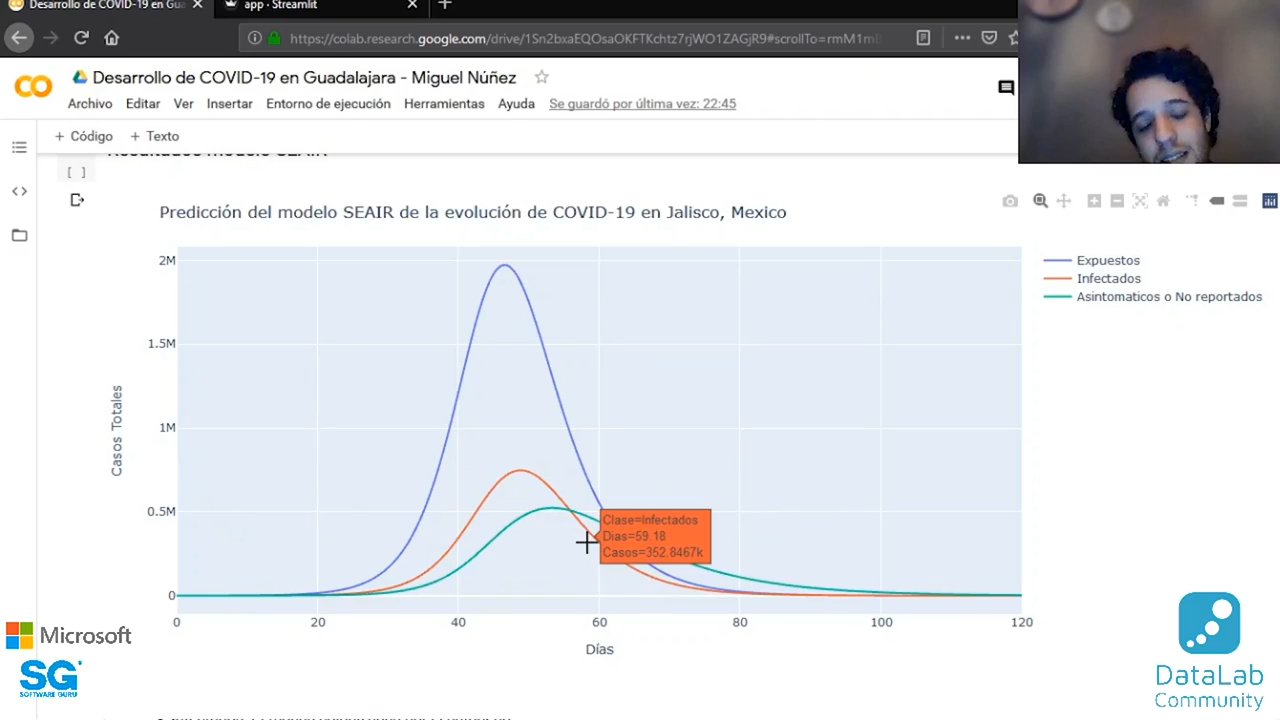 Desarrollo de COVID-19 en Gua
app · Streamlit
https://colab.research.google.com/drive/1Sn2bxaEQOsaOKFTKchtz7rjWO1ZAGjR9#scrollTo=rmM1m
CO
Desarrollo de COVID-19 en Guadalajara - Miguel Núñez
Archivo Editar Ver Insertar Entorno de ejecución Herramientas Ayuda Se guardó por última vez: 22:45
+ Código + Texto
Resultados modelo SEAIR
[ ]
Predicción del modelo SEAIR de la evolución de COVID-19 en Jalisco, Mexico
Expuestos
Infectados
Asintomaticos o No reportados
2M
1.5M
1M
0.5M
0
Casos Totales
Clase=Infectados
Dias=59.18
Casos=352.8467k
0 20 40 60 80 100 120
Días
Microsoft
SG
SOFTWARE GURU
DataLab
Community